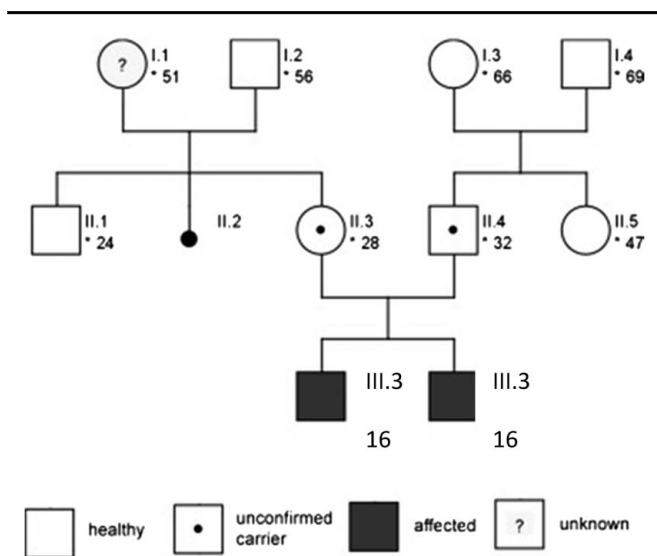 ?
I.1
* 51
I.2
* 56
I.3
* 66
I.4
* 69
II.1
* 24
II.2
II.3
* 28
II.4
* 32
II.5
* 47
III.3
16
III.3
16
healthy
unconfirmed
carrier
affected
?
unknown